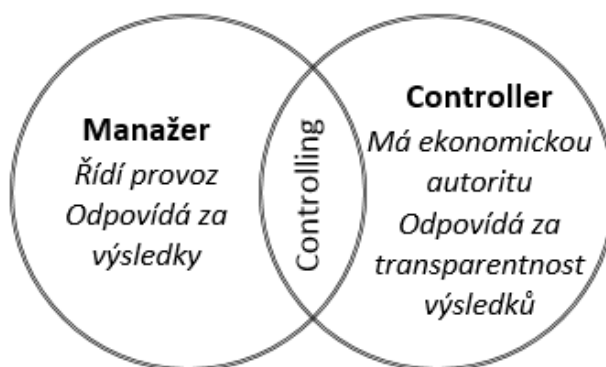 Manažer
Řídí provoz
Odpovídá za
výsledky
Controlling
Controller
Má ekonomickou
autoritu
Odpovídá za
transparentnost
výsledků